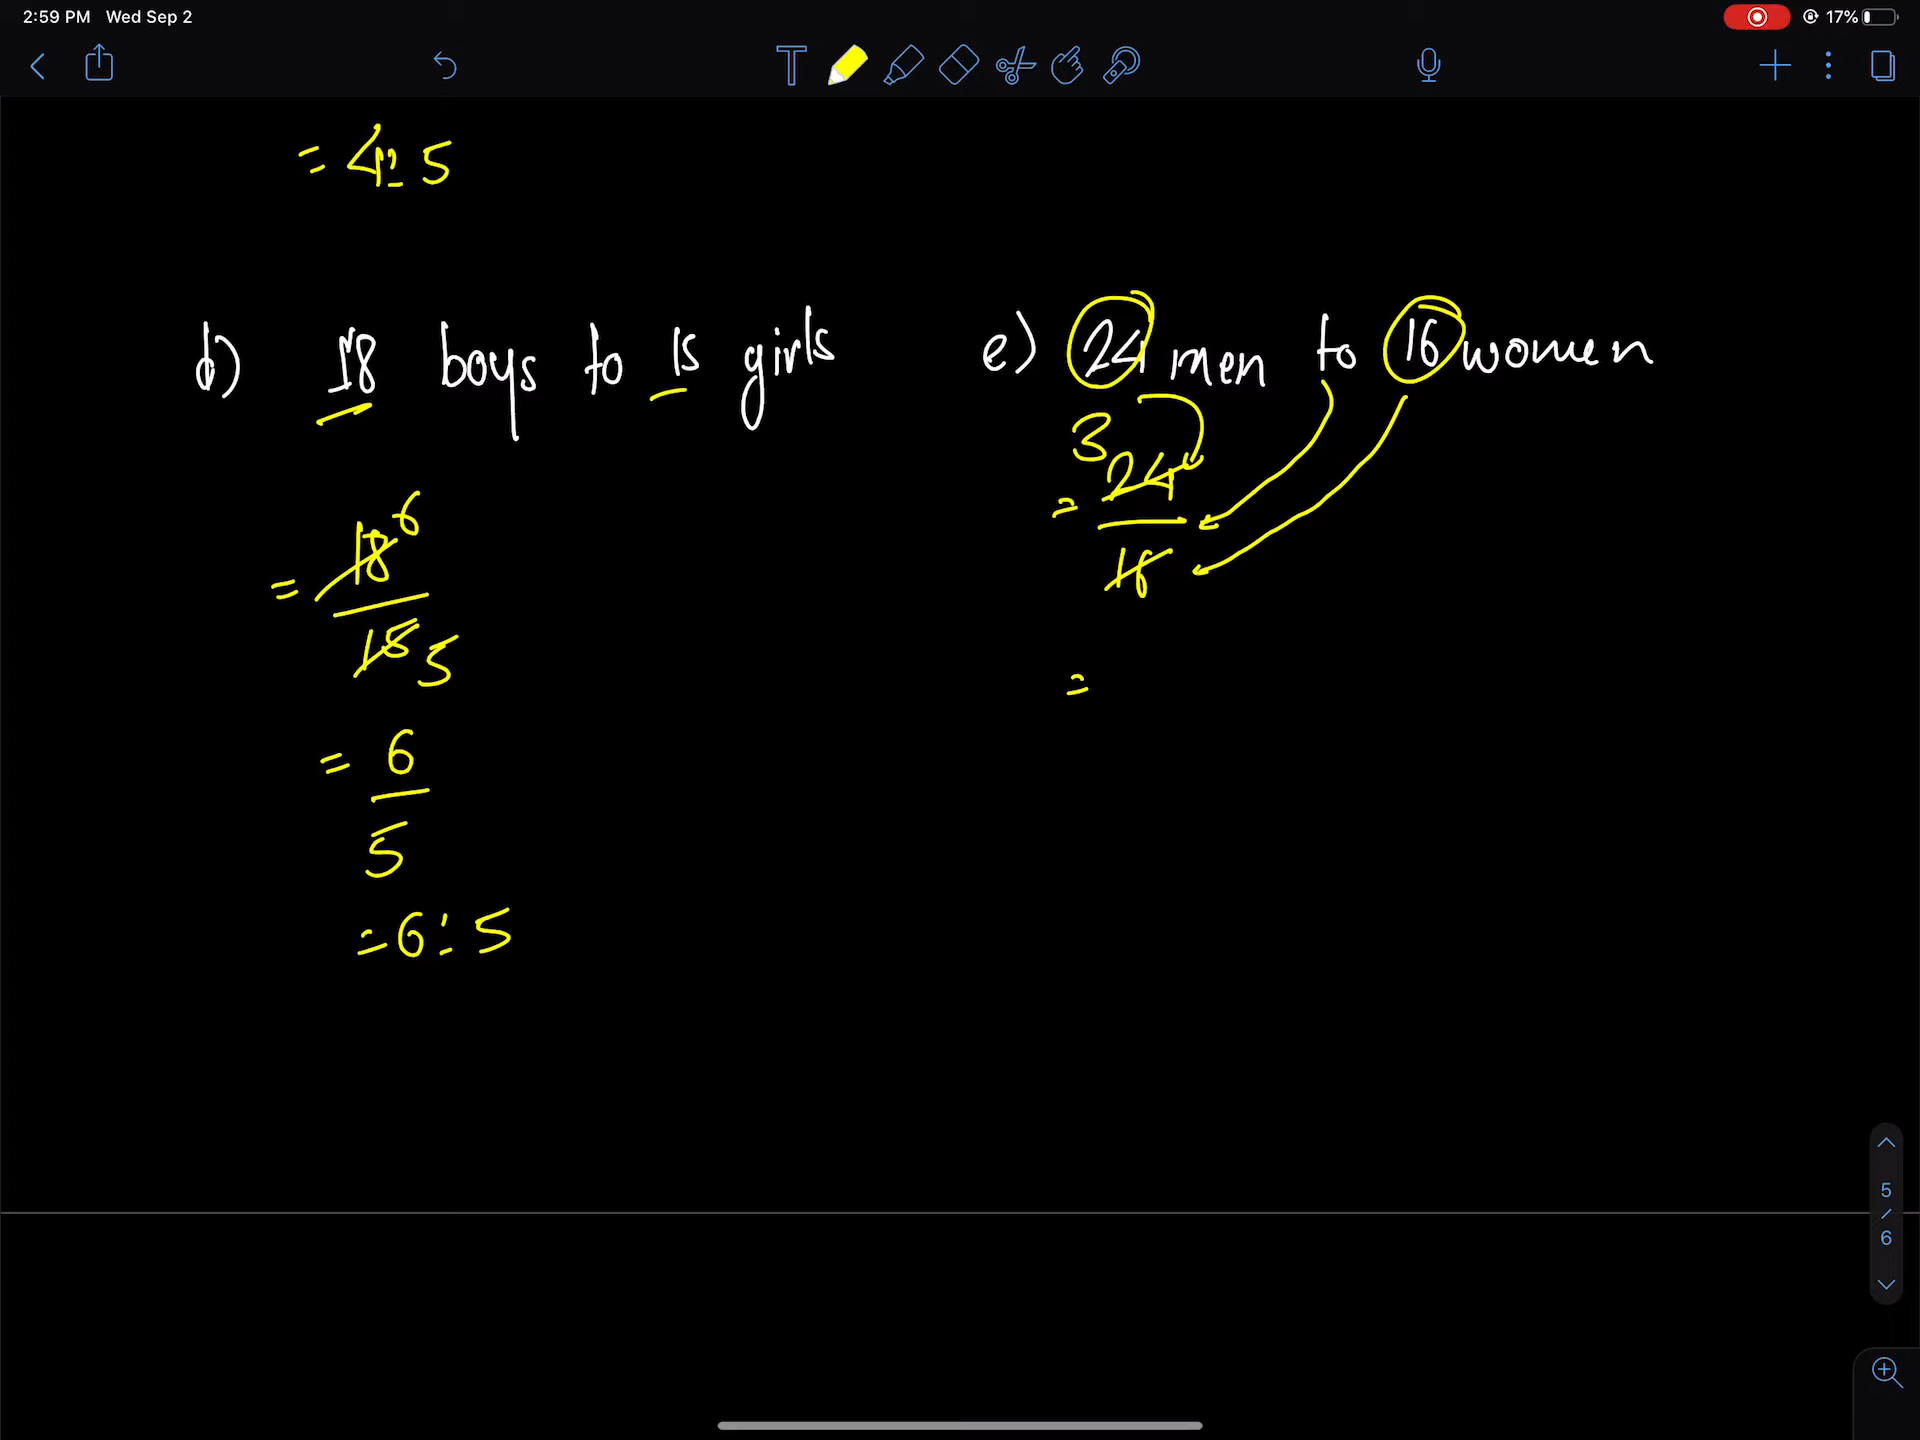 2:59 PM Wed Sep 2
17%
T
= 4:5
d) 18 boys to 15 girls
e) 24 men to 16 women
3
= 24
16
= 18 6
15 5
=
= 6
5
= 6:5
5
/
6